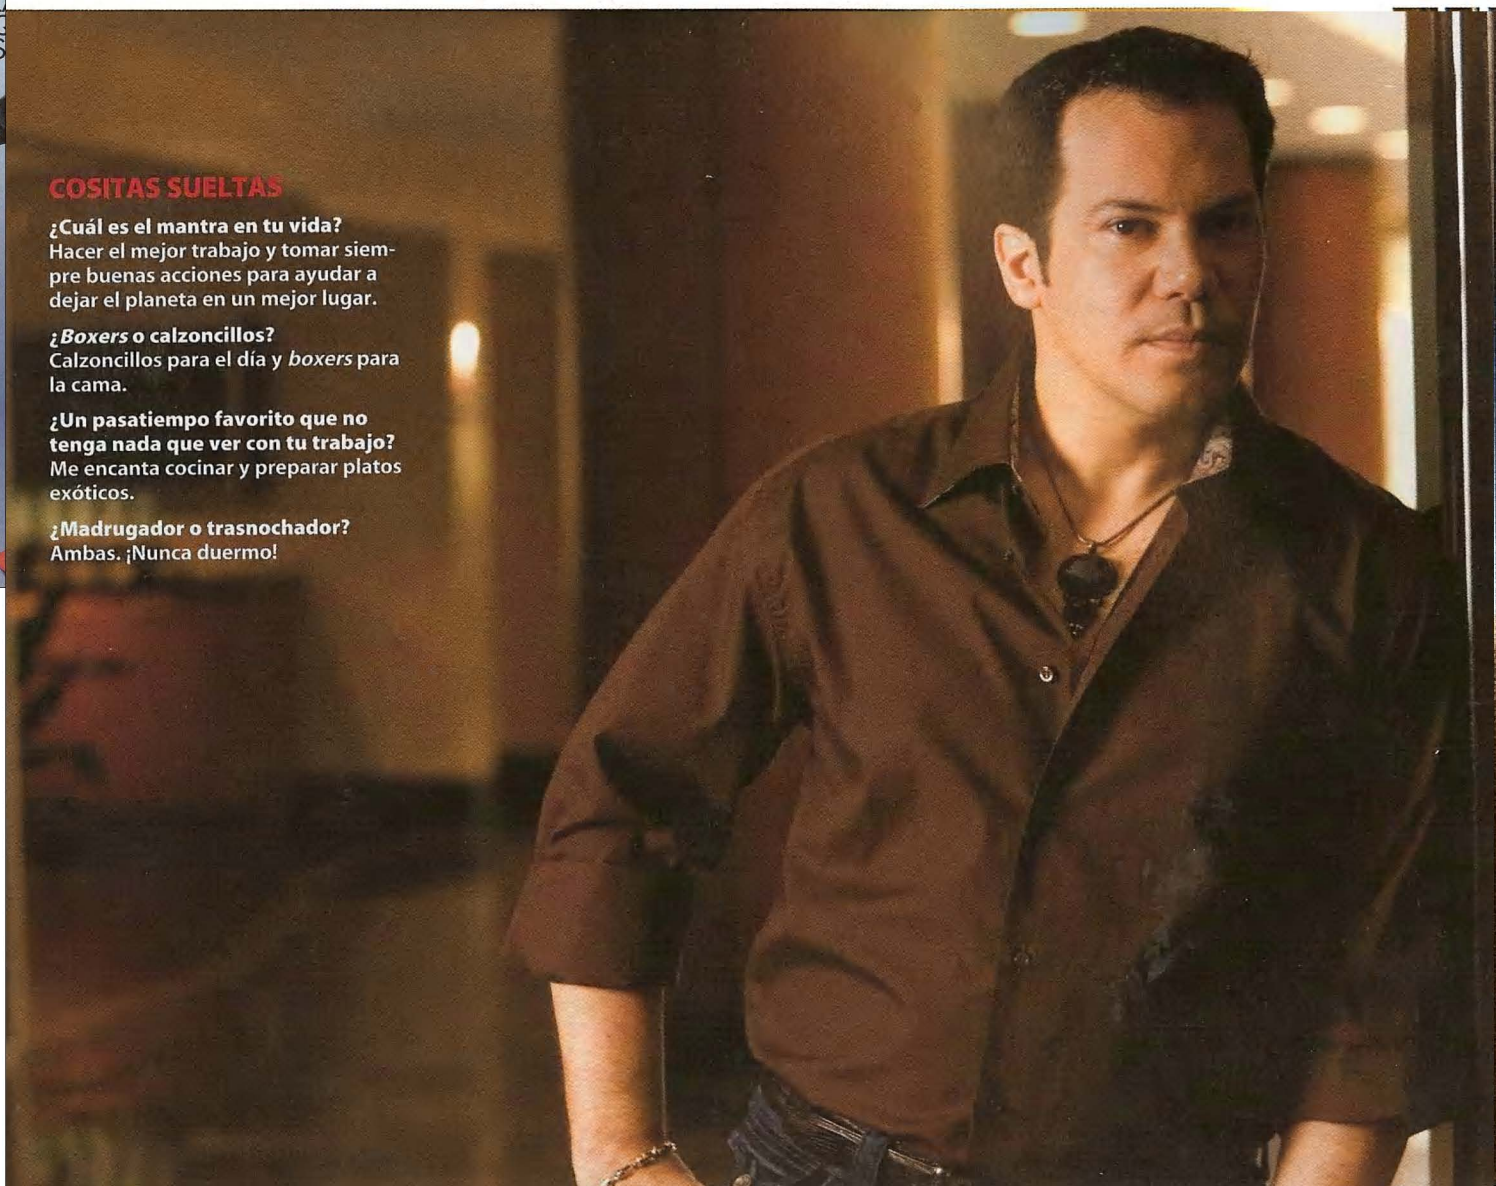 COSITAS SUELTAS
¿Cuál es el mantra en tu vida?
Hacer el mejor trabajo y tomar siem-
pre buenas acciones para ayudar a
dejar el planeta en un mejor lugar.
¿Boxers o calzoncillos?
Calzoncillos para el día y boxers para
la cama.
¿Un pasatiempo favorito que no
tenga nada que ver con tu trabajo?
Me encanta cocinar y preparar platos
exóticos.
¿Madrugador o trasnochador?
Ambas. ¡Nunca duermo!